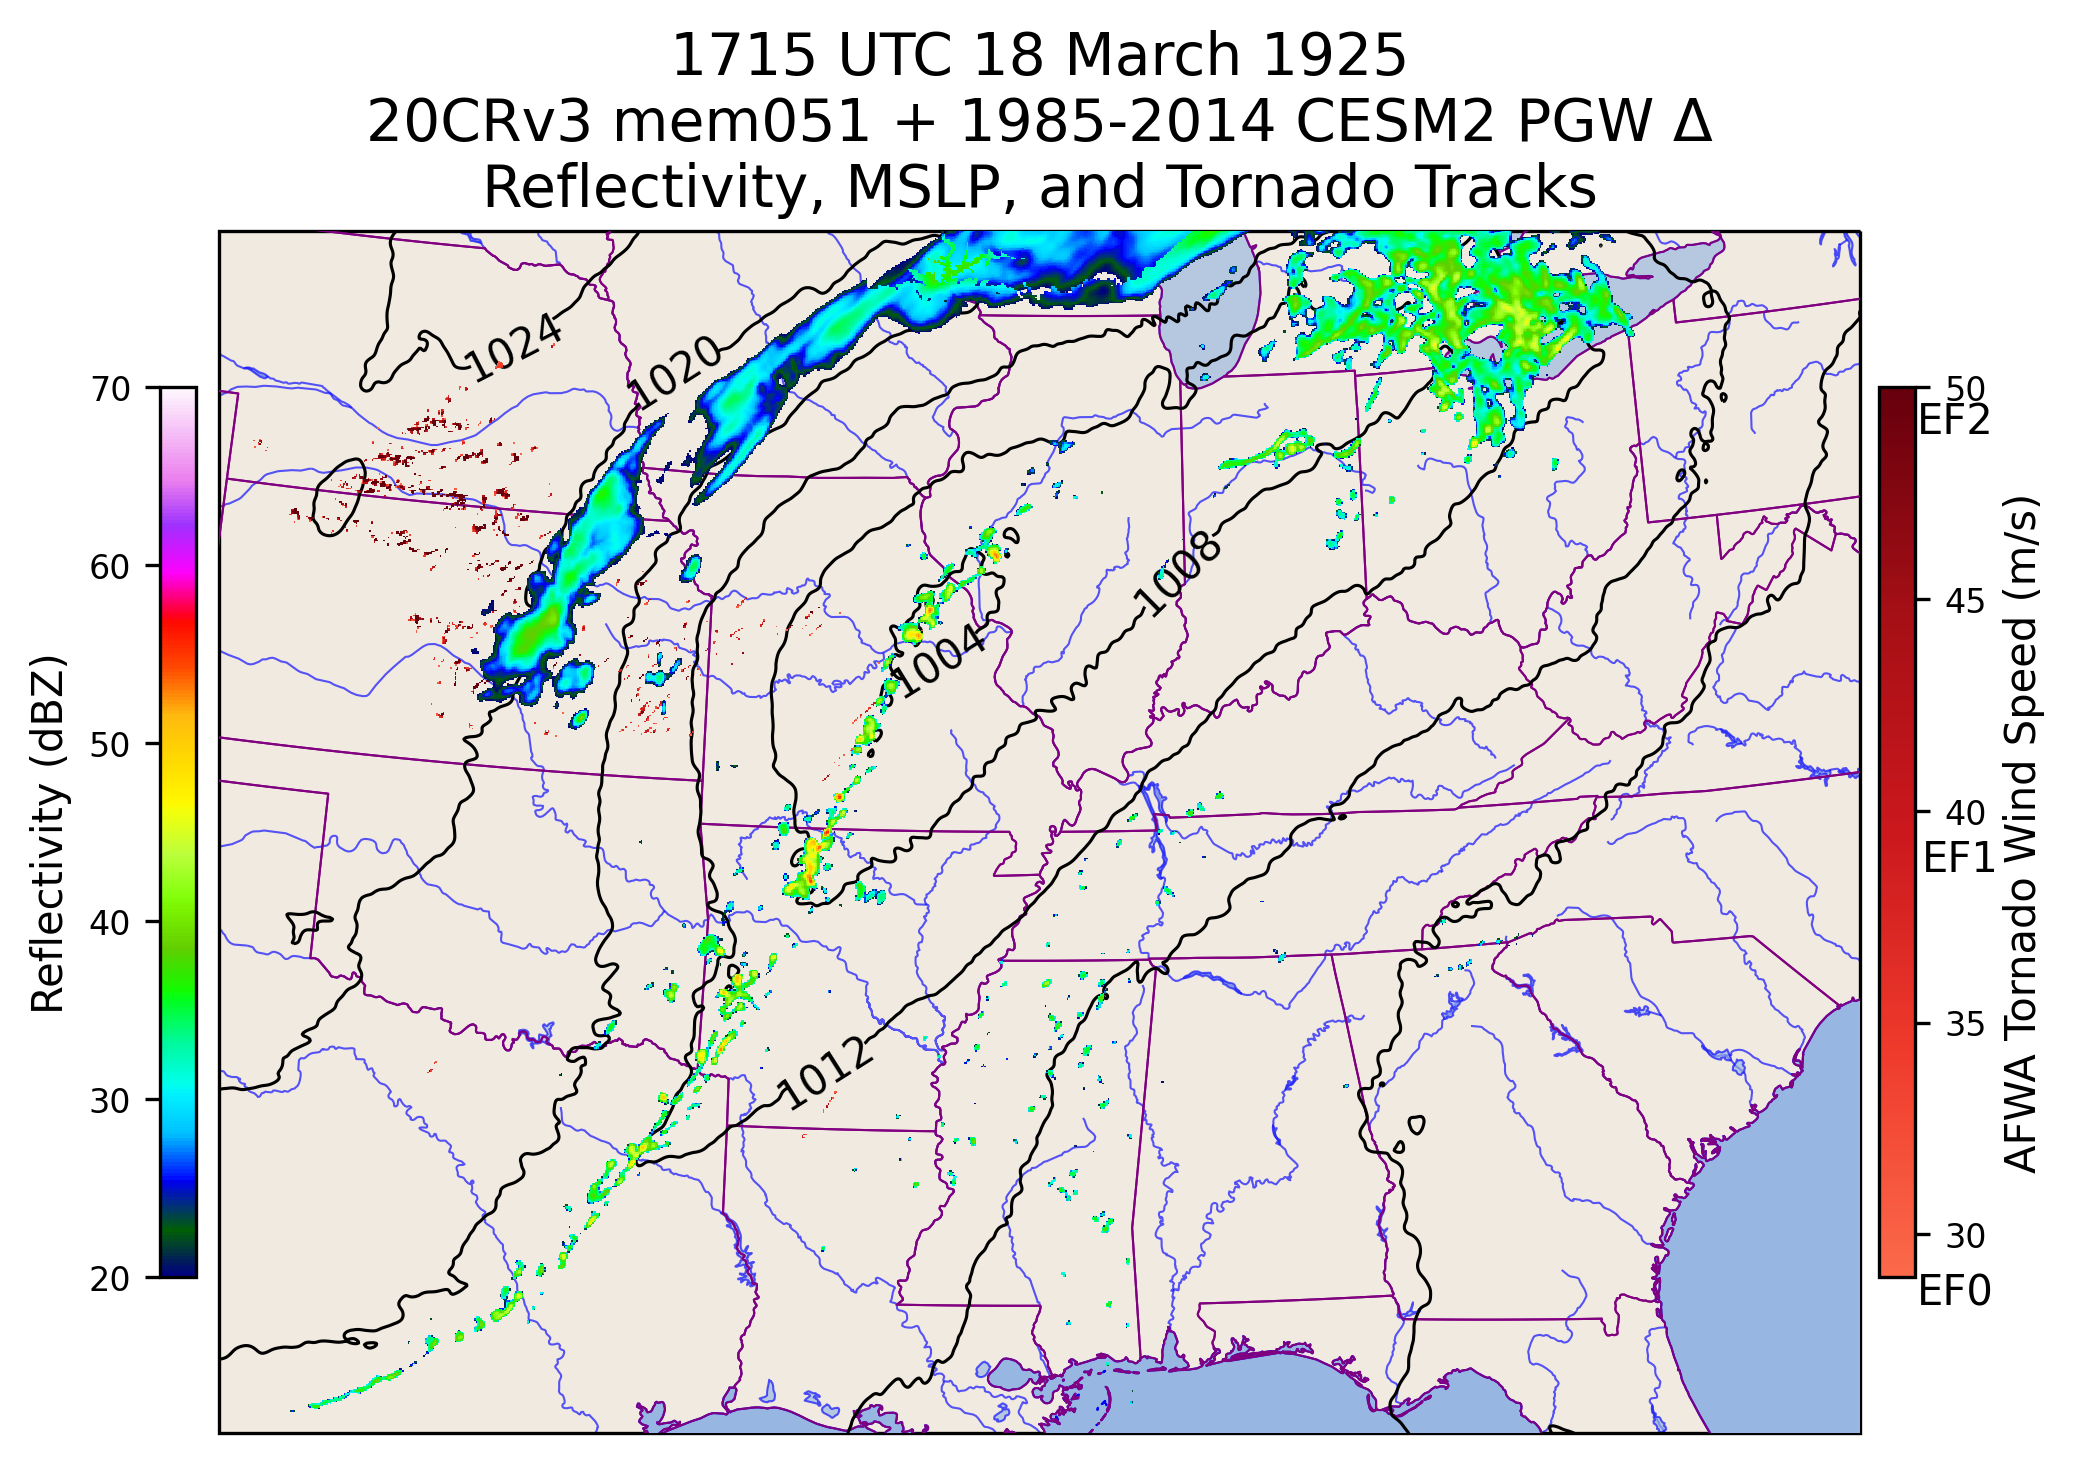 1715 UTC 18 March 1925
20CRv3 mem051 + 1985-2014 CESM2 PGW Δ
Reflectivity, MSLP, and Tornado Tracks
1024
1020
1008
1004
1012
70
60
50
40
30
20
Reflectivity (dBZ)
50
EF2
45
40
EF1
35
30
EF0
AFWA Tornado Wind Speed (m/s)